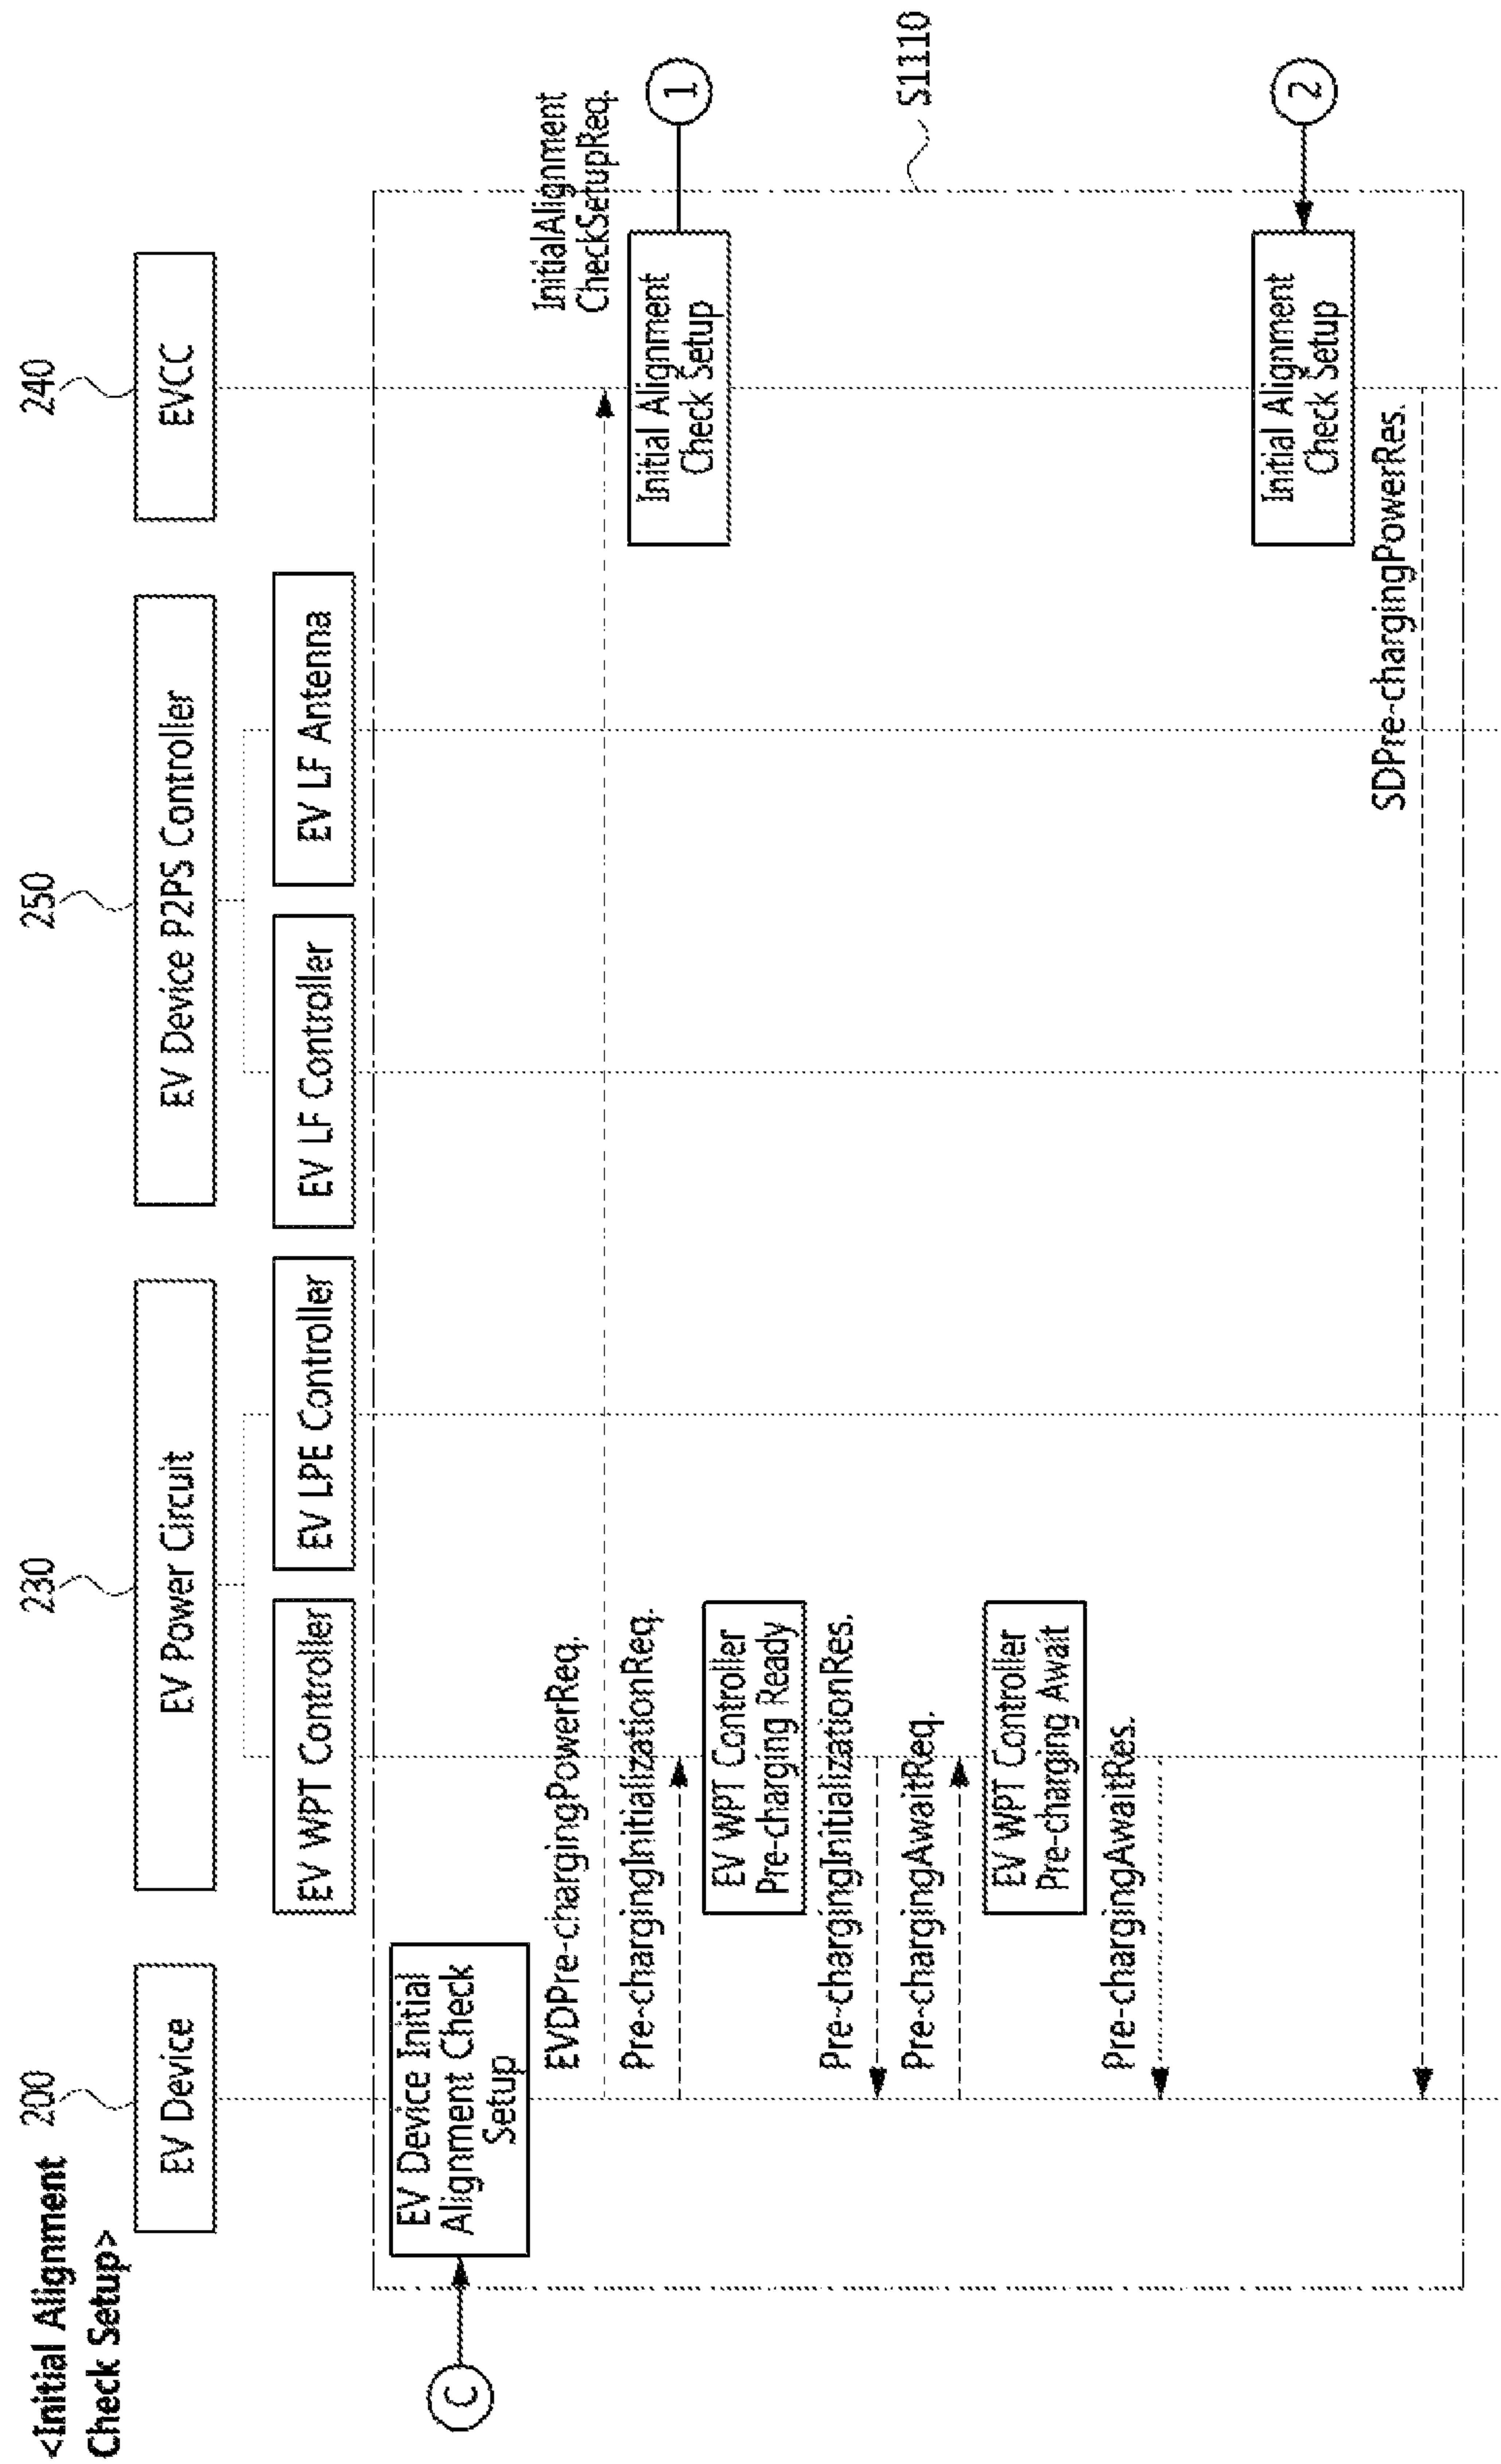 <Initial Alignment
Check Setup>
200
230
250
240
EV Device
EV Power Circuit
EV Device P2PS Controller
EVCC
EV WPT Controller
EV LPE Controller
EV LF Controller
EV LF Antenna
C
EV Device Initial
Alignment Check
Setup
EVDPre-chargingPowerReq.
InitialAlignment
CheckSetupReq.
Pre-chargingInitializationReq.
Initial Alignment
Check Setup
1
EV WPT Controller
Pre-charging Ready
Pre-chargingInitializationRes.
Pre-chargingAwaitReq.
S1110
EV WPT Controller
Pre-charging Await
Pre-chargingAwaitRes.
Initial Alignment
Check Setup
2
SDPre-chargingPowerRes.